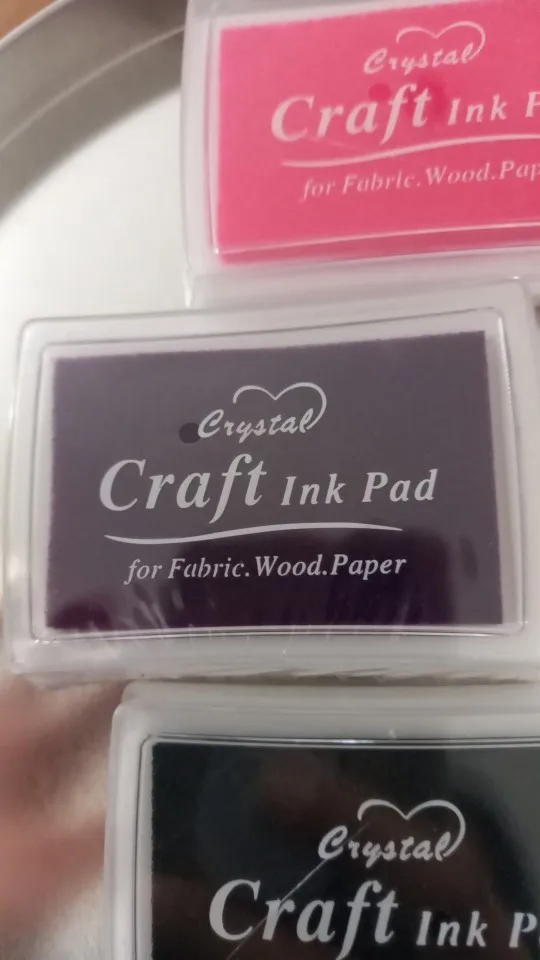 Crystal
Craft Ink P
for Fabric.Wood.Pap
Crystal
Craft Ink Pad
for Fabric.Wood.Paper
Crystal
Craft Ink P